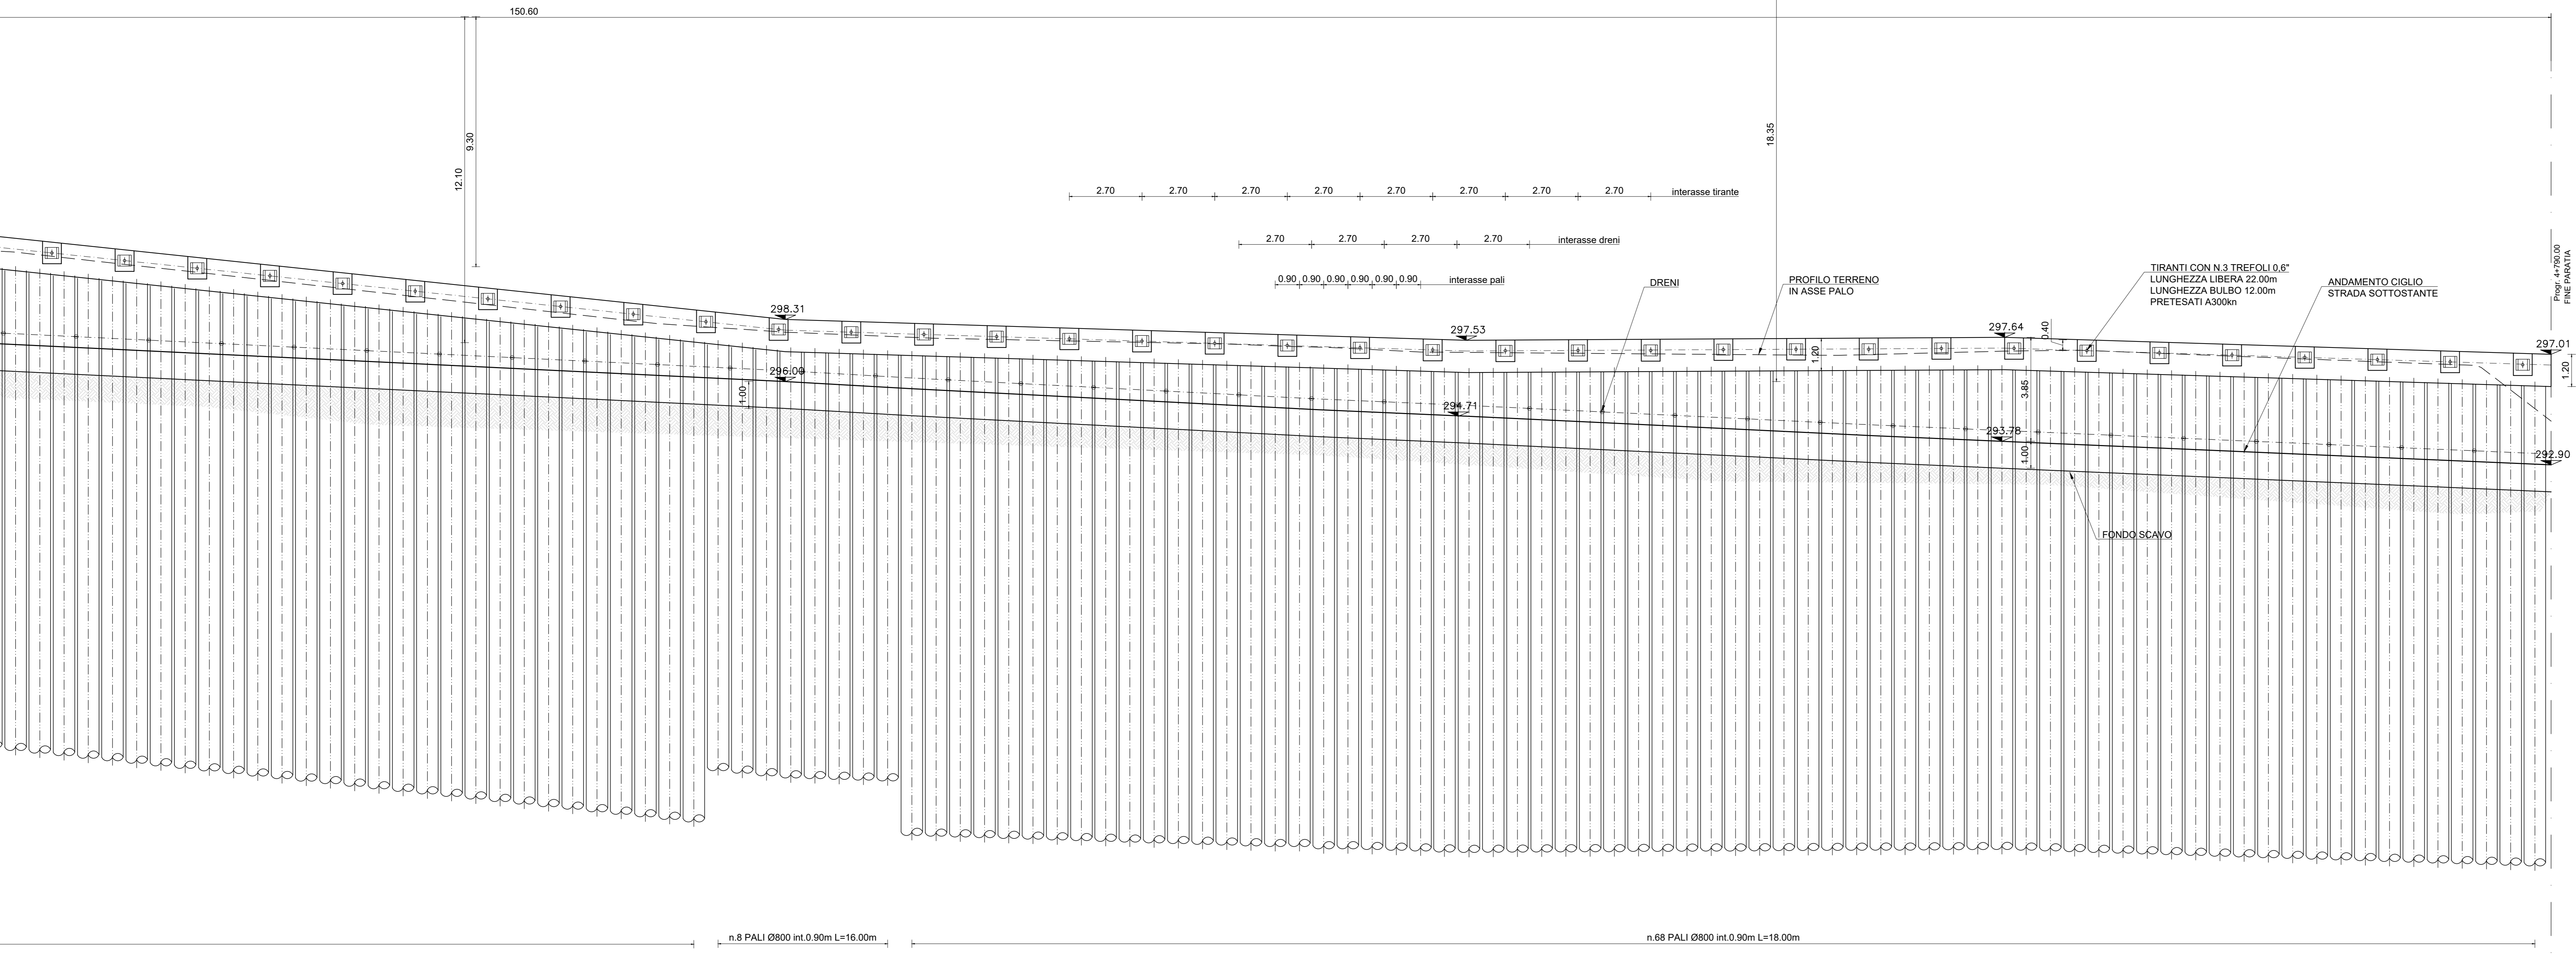 150.60
9.30
12.10
18.35
2.70 2.70 2.70 2.70 2.70 2.70 2.70 2.70 interasse tirante
2.70 2.70 2.70 2.70 interasse dreni
0.90 0.90 0.90 0.90 0.90 0.90 interasse pali
DRENI
PROFILO TERRENO
IN ASSE PALO
TIRANTI CON N.3 TREFOLI 0,6"
LUNGHEZZA LIBERA 22.00m
LUNGHEZZA BULBO 12.00m
PRETESATI A300kn
ANDAMENTO CIGLIO
STRADA SOTTOSTANTE
Progr. 4+790.00
FINE PARATIA
298.31
297.53
297.64
0.40
297.01
1.20
1.20
296.00
1.00
3.85
294.71
293.78
1.00
292.90
FONDO SCAVO
n.8 PALI Ø800 int.0.90m L=16.00m
n.68 PALI Ø800 int.0.90m L=18.00m